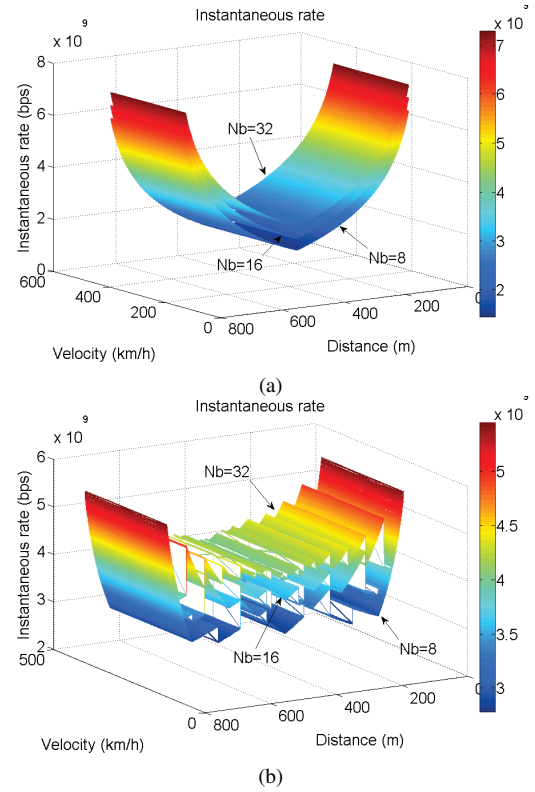 Instantaneous rate
x 10
9
x 10
9
8
6
4
2
0
Instantaneous rate (bps)
600
400
200
0
Velocity (km/h)
800
600
400
200
0
Distance (m)
Nb=32
Nb=16
Nb=8
7
6
5
4
3
2
(a)
Instantaneous rate
x 10
9
x 10
9
6
5
4
3
2
Instantaneous rate (bps)
500
0
Velocity (km/h)
800
600
400
200
0
Distance (m)
Nb=32
Nb=16
Nb=8
5
4.5
4
3.5
3
(b)